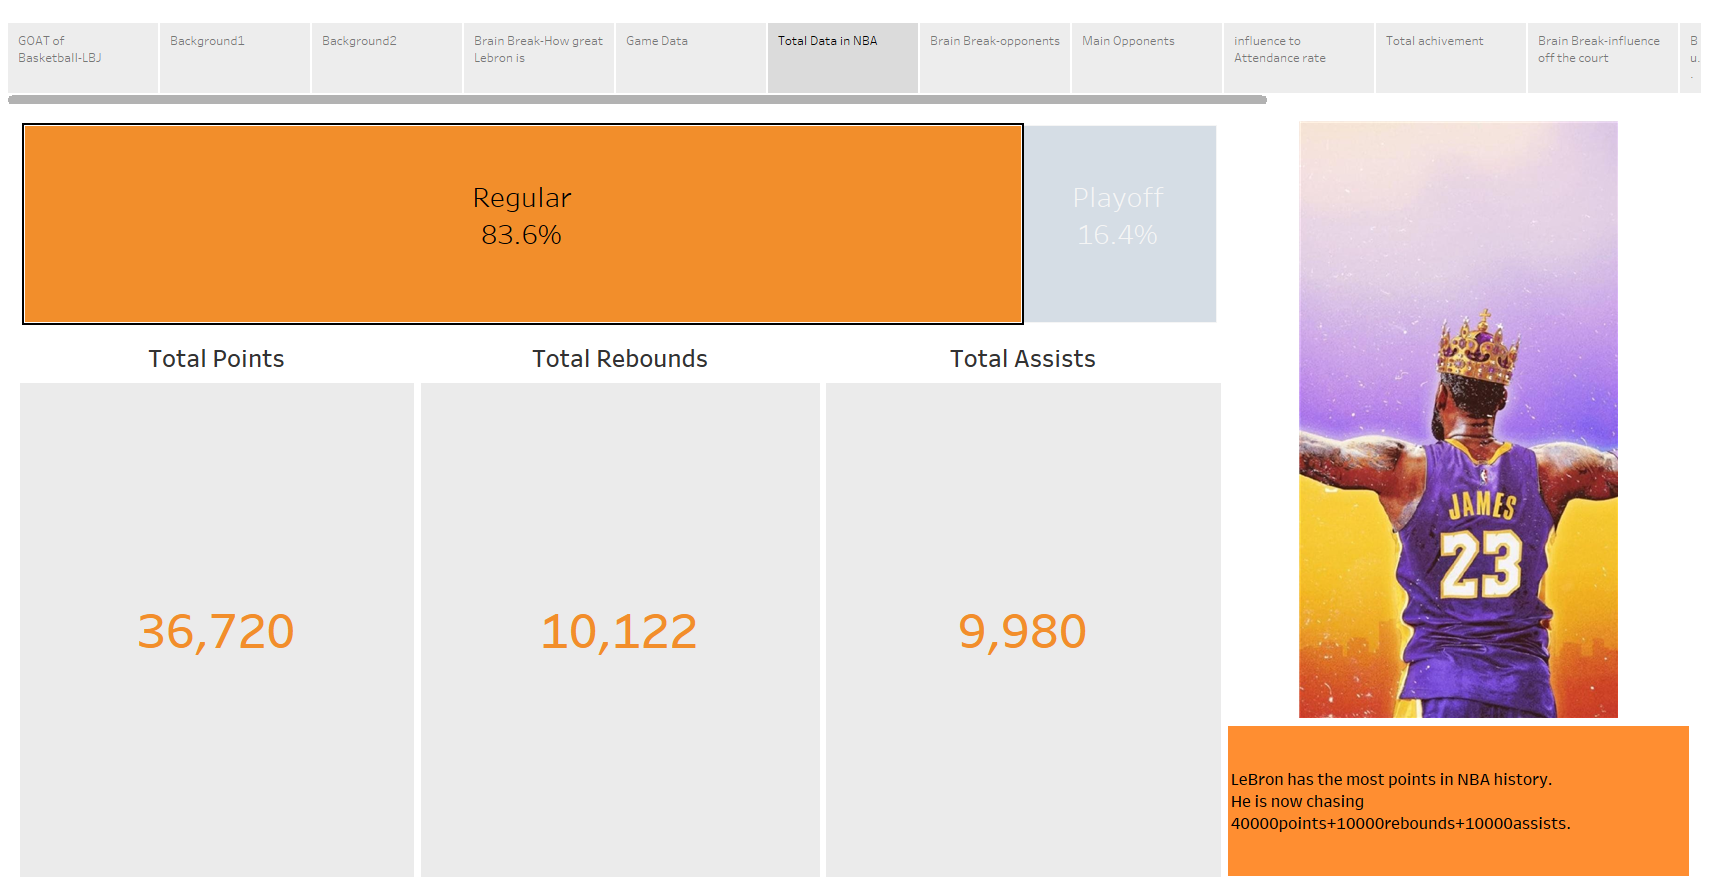 GOAT of
Basketball-LBJ
Background1
Background2
Brain Break-How great
Lebron is
Game Data
Total Data in NBA
Brain Break-opponents
Main Opponents
influence to
Attendance rate
Total achivement
Brain Break-influence
off the court
B
u..
.
Regular
83.6%
Playoff
16.4%
Total Points
36,720
Total Rebounds
10,122
Total Assists
9,980
JAMES
23
LeBron has the most points in NBA history.
He is now chasing
40000points+10000rebounds+10000assists.